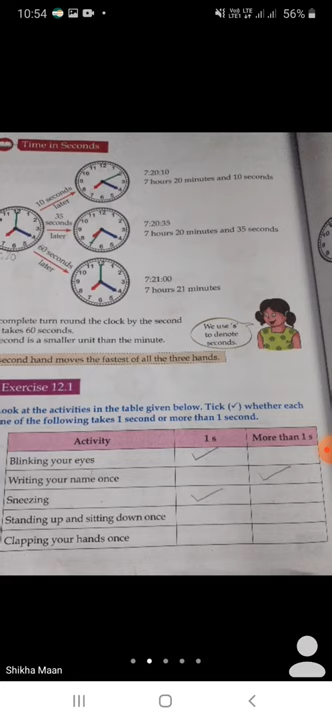 10:54
Vo) LTE
LTE1
56%
Time in Seconds
7:20:10
7 hours 20 minutes and 10 seconds
10 seconds
later
35
seconds
later
7:20:35
7 hours 20 minutes and 35 seconds
60 seconds
later
7:21:00
7 hours 21 minutes
complete turn round the clock by the second
takes 60 seconds.
econd is a smaller unit than the minute.
We use 's'
to denote
seconds.
econd hand moves the fastest of all the three hands.
Exercise 12.1
ook at the activities in the table given below. Tick (✓) whether each
ne of the following takes 1 second or more than 1 second.
Activity 1 s More than 1 s
Blinking your eyes ✓
Writing your name once ✓
Sneezing ✓
Standing up and sitting down once
Clapping your hands once
Shikha Maan